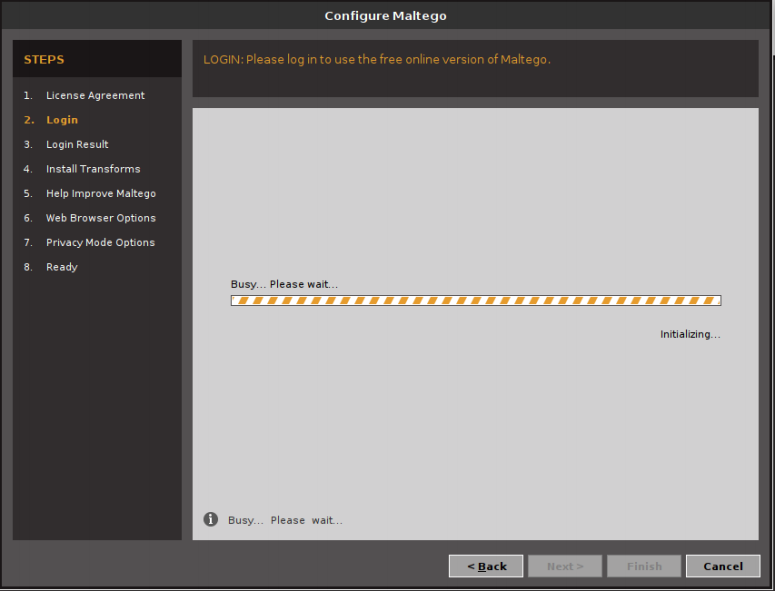 Configure Maltego
STEPS
1. License Agreement
2. Login
3. Login Result
4. Install Transforms
5. Help Improve Maltego
6. Web Browser Options
7. Privacy Mode Options
8. Ready
LOGIN: Please log in to use the free online version of Maltego.
Busy... Please wait...
Initializing...
Busy... Please wait...
< Back
Next >
Finish
Cancel